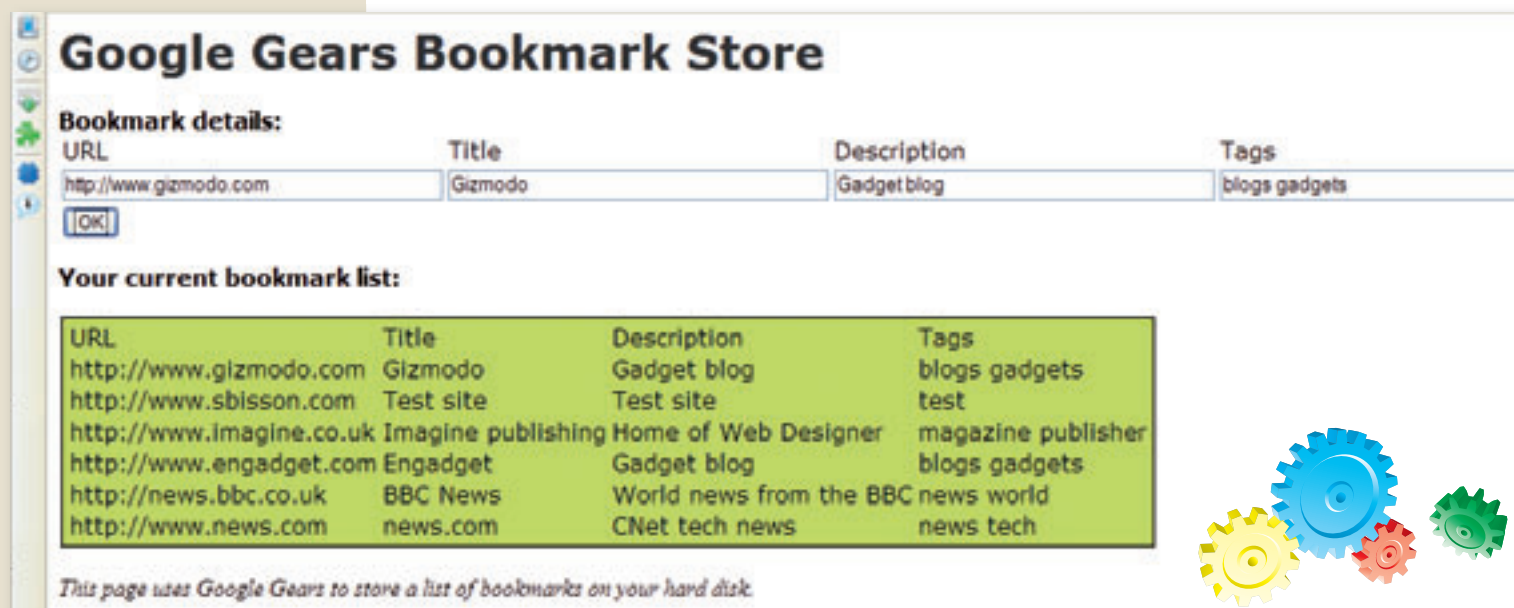 Google Gears Bookmark Store
Bookmark details:
URL Title Description Tags
http://www.gizmodo.com Gizmodo Gadget blog blogs gadgets
OK
Your current bookmark list:
URL Title Description Tags
http://www.gizmodo.com Gizmodo Gadget blog blogs gadgets
http://www.sbisson.com Test site Test site test
http://www.imagine.co.uk Imagine publishing Home of Web Designer magazine publisher
http://www.engadget.com Engadget Gadget blog blogs gadgets
http://news.bbc.co.uk BBC News World news from the BBC news world
http://www.news.com news.com CNet tech news news tech
This page uses Google Gears to store a list of bookmarks on your hard disk.